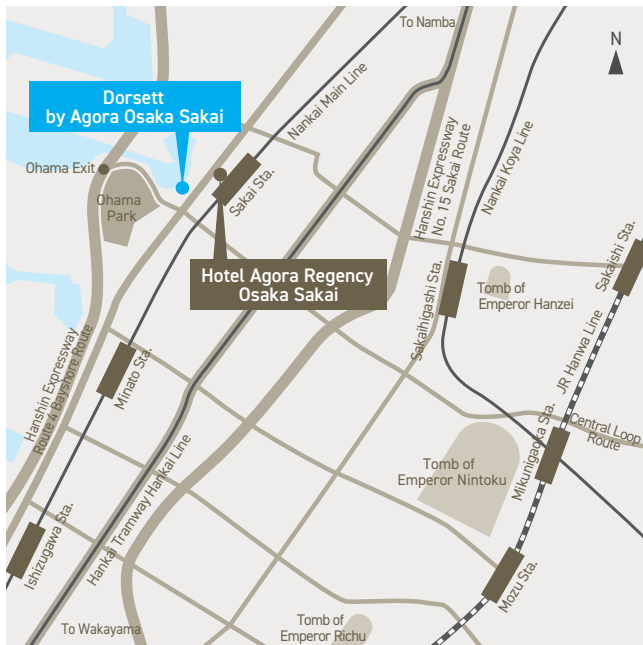 To Namba
N
Dorsett
by Agora Osaka Sakai
Nankai Main Line
Ohama Exit
Ohama
Park
Sakai Sta.
Hanshin Expressway
No. 15 Sakai Route
Nankai Koya Line
Hotel Agora Regency
Osaka Sakai
Sakaihigashi Sta.
Tomb of
Emperor Hanzei
Sakaishi Sta.
JR Hanwa Line
Hanshin Expressway
Route 4 Bayshore Route
Minato Sta.
Central Loop
Route
Mikunigaoka Sta.
Tomb of
Emperor Nintoku
Hankai Tramway Hankai Line
Ishizugawa Sta.
Mozu Sta.
To Wakayama
Tomb of
Emperor Richu